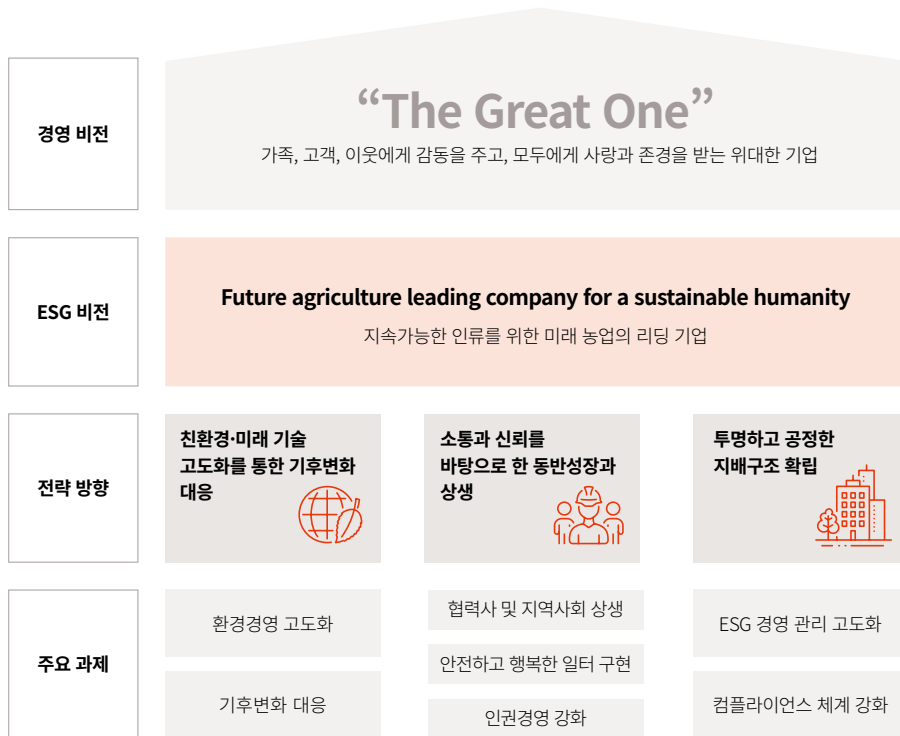 경영 비전
“The Great One”
가족, 고객, 이웃에게 감동을 주고, 모두에게 사랑과 존경을 받는 위대한 기업
ESG 비전
Future agriculture leading company for a sustainable humanity
지속가능한 인류를 위한 미래 농업의 리딩 기업
전략 방향
친환경·미래 기술
고도화를 통한 기후변화
대응
소통과 신뢰를
바탕으로 한 동반성장과
상생
투명하고 공정한
지배구조 확립
주요 과제
환경경영 고도화
기후변화 대응
협력사 및 지역사회 상생
안전하고 행복한 일터 구현
인권경영 강화
ESG 경영 관리 고도화
컴플라이언스 체계 강화